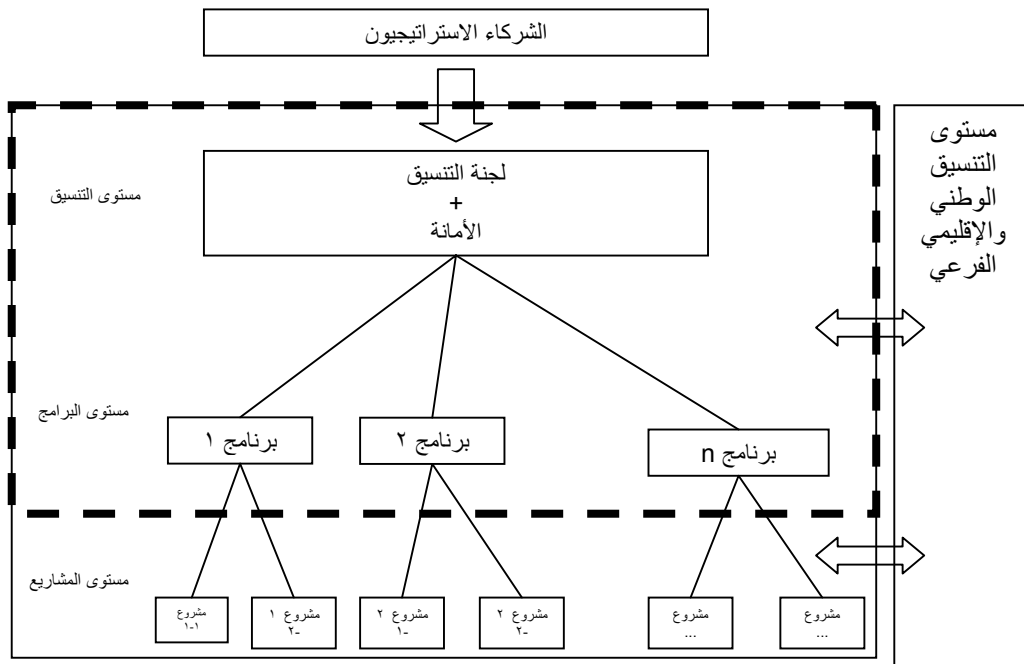 الشركاء الاستراتيجيون
مستوى التنسيق
لجنة التنسيق
+
الأمانة
مستوى
التنسيق
الوطني
والإقليمي
الفرعي
مستوى البرامج
برنامج ١
برنامج ٢
برنامج n
مستوى المشاريع
مشروع
١-١
مشروع ١
-٢
مشروع ٢
-١
مشروع ٢
-٢
مشروع
...
مشروع
...